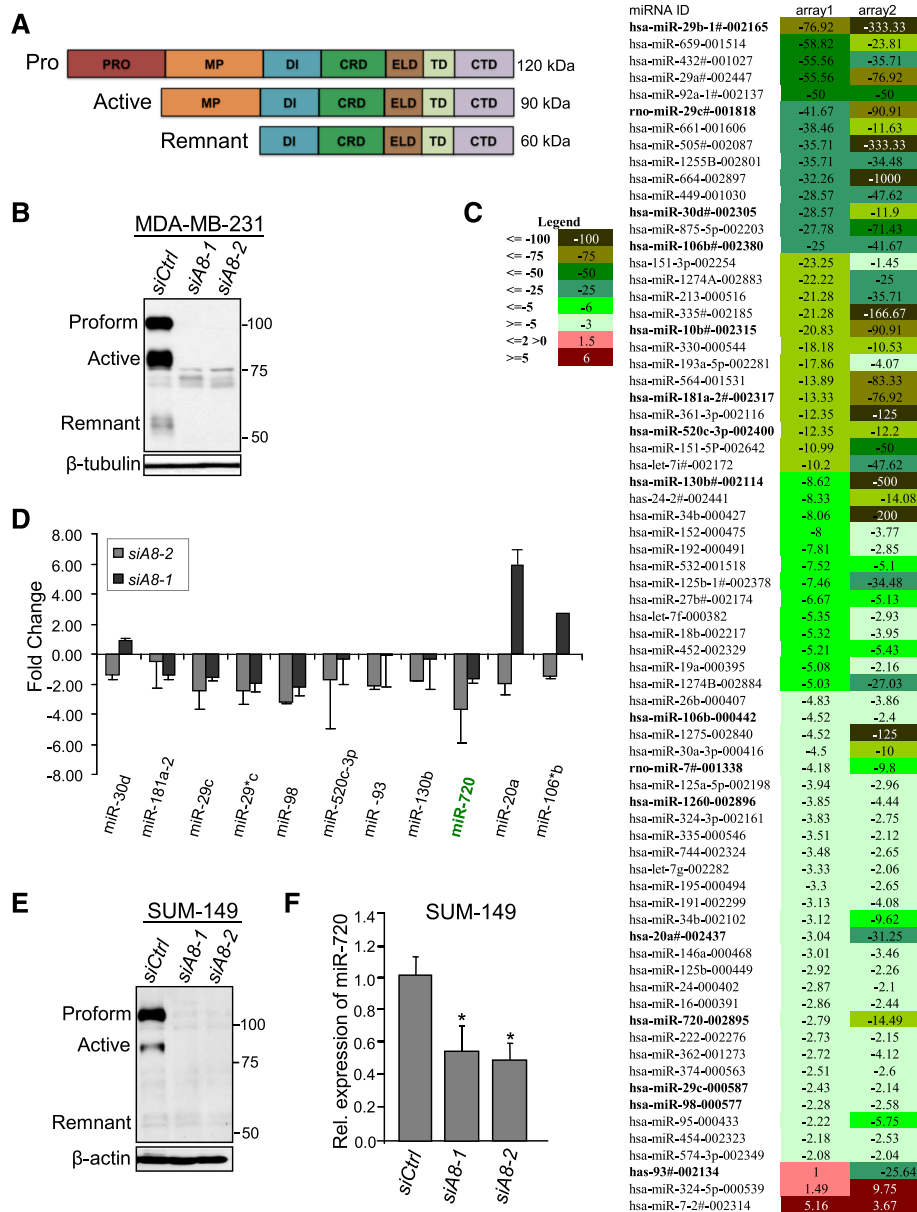 A
Pro PRO MP DI CRD ELD TD CTD 120 kDa
Active MP DI CRD ELD TD CTD 90 kDa
Remnant DI CRD ELD TD CTD 60 kDa
B
MDA-MB-231
siCtrl siA8-1 siA8-2
Proform
Active
Remnant
100
75
50
β-tubulin
C
Legend
<= -100 -100
<= -75 -75
<= -50 -50
<= -25 -25
<=-5 -6
>= -5 -3
<=2 >0 1.5
>=5 6
miRNA ID array1 array2
hsa-miR-29b-1#-002165 -76.92 -333.33
hsa-miR-659-001514 -58.82 -23.81
hsa-miR-432#-001027 -55.56 -35.71
hsa-miR-29a#-002447 -55.56 -76.92
hsa-miR-92a-1#-002137 -50 -50
rno-miR-29c#-001818 -41.67 -90.91
hsa-miR-661-001606 -38.46 -11.63
hsa-miR-505#-002087 -35.71 -333.33
hsa-miR-1255B-002801 -35.71 -34.48
hsa-miR-664-002897 -32.26 -1000
hsa-miR-449-001030 -28.57 -47.62
hsa-miR-30d#-002305 -28.57 -11.9
hsa-miR-875-5p-002203 -27.78 -71.43
hsa-miR-106b#-002380 -25 -41.67
hsa-151-3p-002254 -23.25 -1.45
hsa-miR-1274A-002883 -22.22 -25
hsa-miR-213-000516 -21.28 -35.71
hsa-miR-335#-002185 -21.28 -166.67
hsa-miR-10b#-002315 -20.83 -90.91
hsa-miR-330-000544 -18.18 -10.53
hsa-miR-193a-5p-002281 -17.86 -4.07
hsa-miR-564-001531 -13.89 -83.33
hsa-miR-181a-2#-002317 -13.33 -76.92
hsa-miR-361-3p-002116 -12.35 -125
hsa-miR-520c-3p-002400 -12.35 -12.2
hsa-miR-151-5P-002642 -10.99 -50
hsa-let-7i#-002172 -10.2 -47.62
hsa-miR-130b#-002114 -8.62 -500
has-24-2#-002441 -8.33 -14.08
hsa-miR-34b-000427 -8.06 -200
hsa-miR-152-000475 -8 -3.77
hsa-miR-192-000491 -7.81 -2.85
hsa-miR-532-001518 -7.52 -5.1
hsa-miR-125b-1#-002378 -7.46 -34.48
hsa-miR-27b#-002174 -6.67 -5.13
hsa-let-7f-000382 -5.35 -2.93
hsa-miR-18b-002217 -5.32 -3.95
hsa-miR-452-002329 -5.21 -5.43
hsa-miR-19a-000395 -5.08 -2.16
hsa-miR-1274B-002884 -5.03 -27.03
hsa-miR-26b-000407 -4.83 -3.86
hsa-miR-106b-000442 -4.52 -2.4
hsa-miR-1275-002840 -4.52 -125
hsa-miR-30a-3p-000416 -4.5 -10
rno-miR-7#-001338 -4.18 -9.8
hsa-miR-125a-5p-002198 -3.94 -2.96
hsa-miR-1260-002896 -3.85 -4.44
hsa-miR-324-3p-002161 -3.83 -2.75
hsa-miR-335-000546 -3.51 -2.12
hsa-miR-744-002324 -3.48 -2.65
hsa-let-7g-002282 -3.33 -2.06
hsa-miR-195-000494 -3.3 -2.65
hsa-miR-191-002299 -3.13 -4.08
hsa-miR-34b-002102 -3.12 -9.62
hsa-20a#-002437 -3.04 -31.25
hsa-miR-146a-000468 -3.01 -3.46
hsa-miR-125b-000449 -2.92 -2.26
hsa-miR-24-000402 -2.87 -2.1
hsa-miR-16-000391 -2.86 -2.44
hsa-miR-720-002895 -2.79 -14.49
hsa-miR-222-002276 -2.73 -2.15
hsa-miR-362-001273 -2.72 -4.12
hsa-miR-374-000563 -2.51 -2.6
hsa-miR-29c-000587 -2.43 -2.14
hsa-miR-98-000577 -2.28 -2.58
hsa-miR-95-000433 -2.22 -5.75
hsa-miR-454-002323 -2.18 -2.53
hsa-miR-574-3p-002349 -2.08 -2.04
has-93#-002134 1 -25.64
hsa-miR-324-5p-000539 1.49 9.75
hsa-miR-7-2#-002314 5.16 3.67
D
Fold Change
8.00
6.00
4.00
2.00
0.00
-2.00
-4.00
-6.00
-8.00
siA8-2
siA8-1
miR-30d miR-181a-2 miR-29c miR-29*c miR-98 miR-520c-3p miR-93 miR-130b miR-720 miR-20a miR-106*b
E
SUM-149
siCtrl siA8-1 siA8-2
Proform
Active
Remnant
100
75
50
β-actin
F
SUM-149
Rel. expression of miR-720
1.4
1.2
1.0
0.8
0.6
0.4
0.2
0.0
* *
siCtrl siA8-1 siA8-2